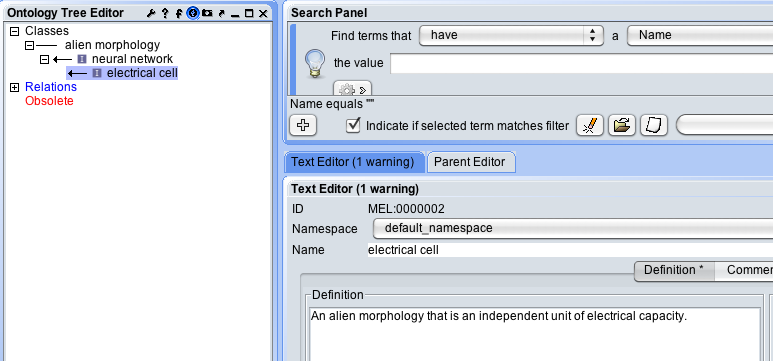 Ontology Tree Editor
Classes
alien morphology
I neural network
I electrical cell
Relations
Obsolete
Search Panel
Find terms that have a Name
the value
Name equals ""
Indicate if selected term matches filter
Text Editor (1 warning) Parent Editor
Text Editor (1 warning)
ID MEL:0000002
Namespace default_namespace
Name electrical cell
Definition * Comme
Definition
An alien morphology that is an independent unit of electrical capacity.